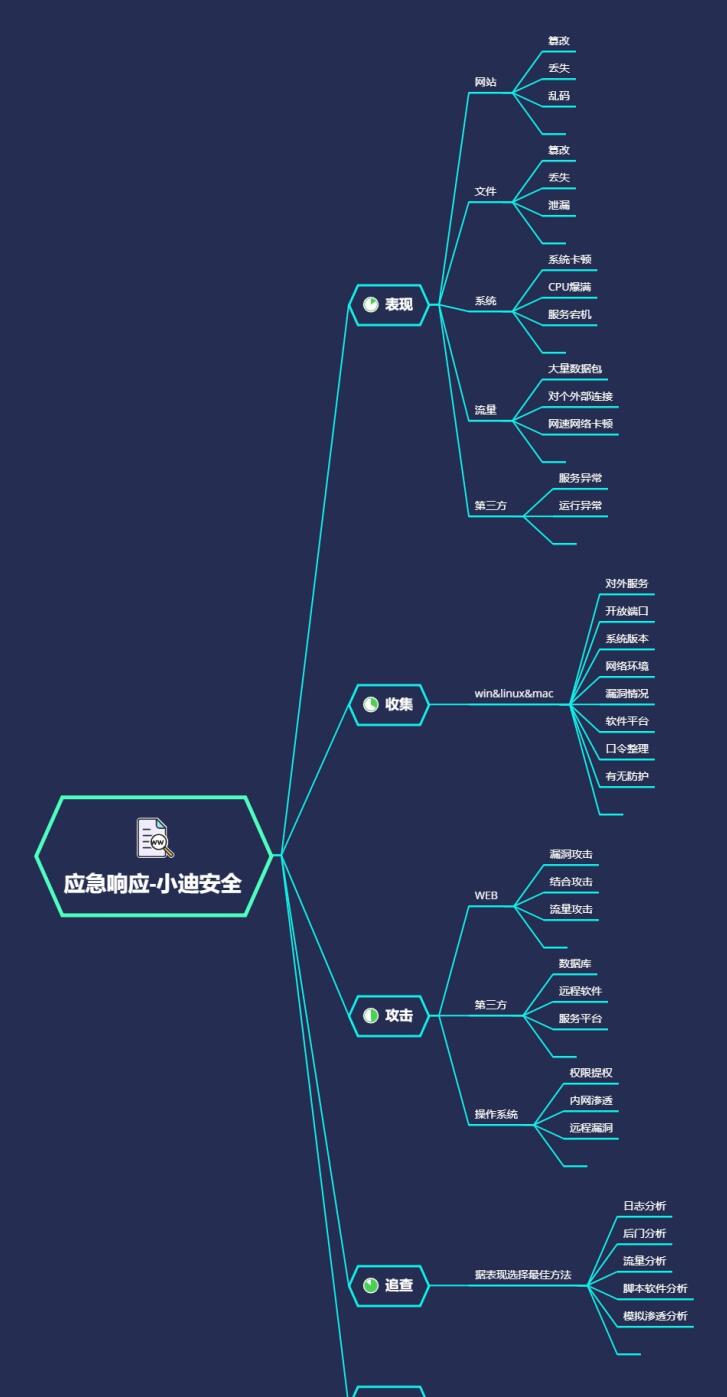 应急响应-小迪安全
表现
网站
篡改
丢失
乱码
文件
篡改
丢失
泄漏
系统
系统卡顿
CPU爆满
服务宕机
流量
大量数据包
对个外部连接
网速网络卡顿
第三方
服务异常
运行异常
收集
win&linux&mac
对外服务
开放端口
系统版本
网络环境
漏洞情况
软件平台
口令整理
有无防护
攻击
WEB
漏洞攻击
结合攻击
流量攻击
第三方
数据库
远程软件
服务平台
操作系统
权限提权
内网渗透
远程漏洞
追查
据表现选择最佳方法
日志分析
后门分析
流量分析
脚本软件分析
模拟渗透分析